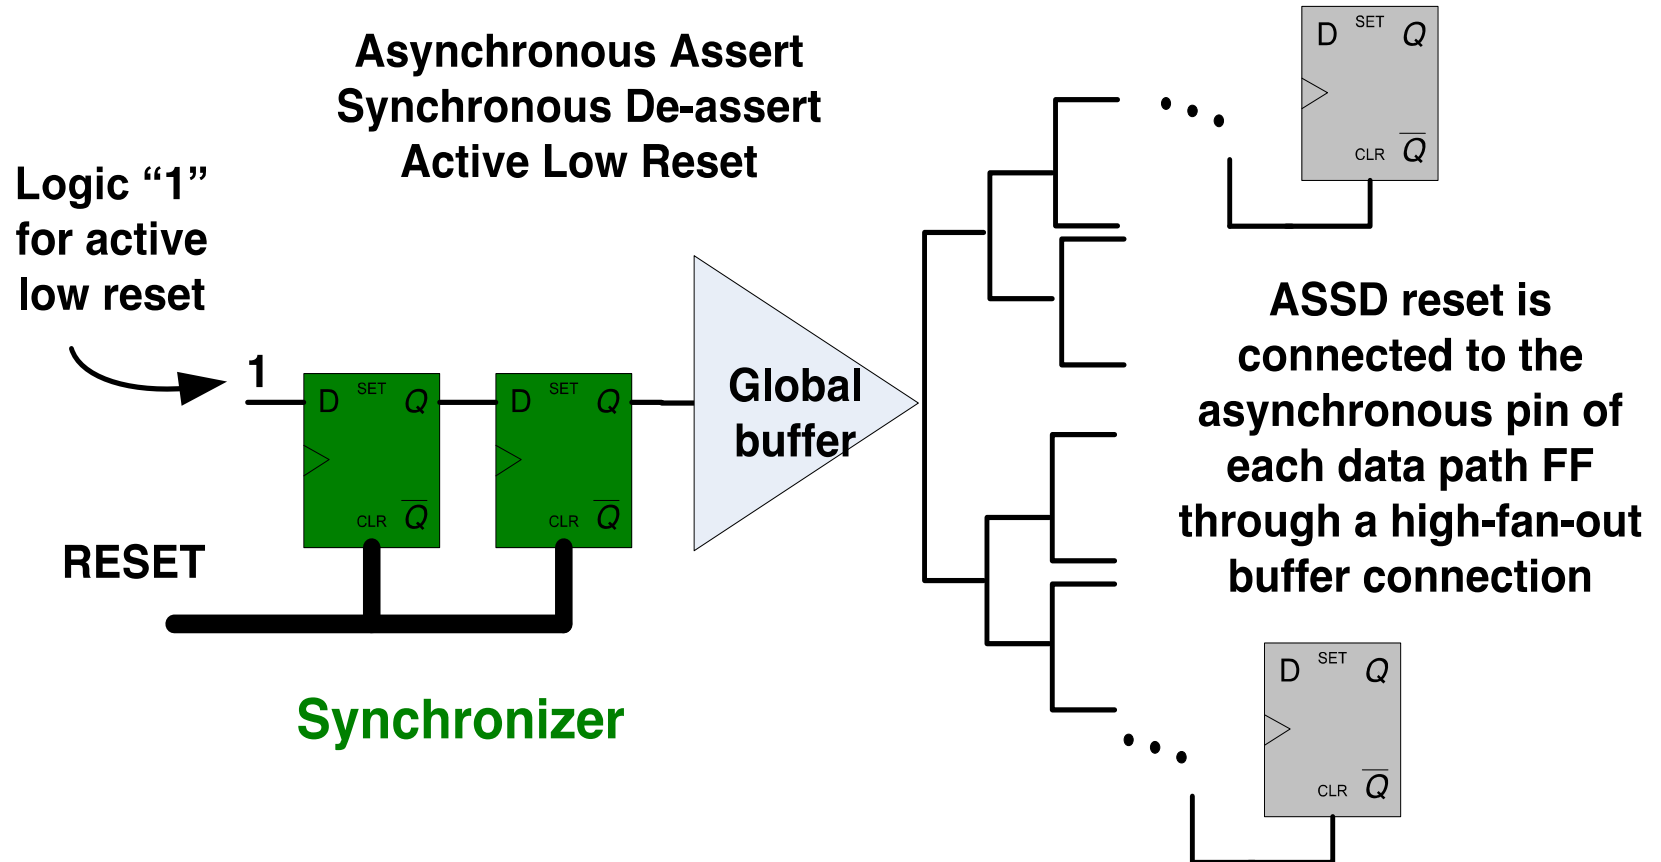 Asynchronous Assert
Synchronous De-assert
Active Low Reset
Logic “1”
for active
low reset
1
D SET Q
CLR Q̅
D SET Q
CLR Q̅
RESET
Synchronizer
Global
buffer
D SET Q
CLR Q̅
ASSD reset is
connected to the
asynchronous pin of
each data path FF
through a high-fan-out
buffer connection
D SET Q
CLR Q̅